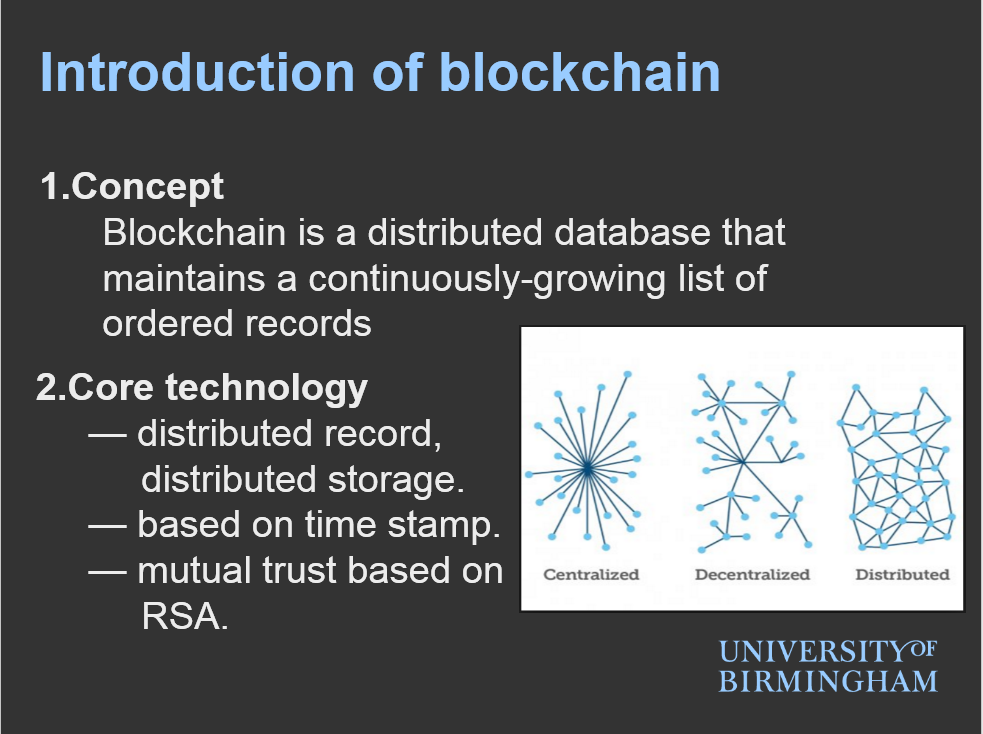 Introduction of blockchain
1.Concept
Blockchain is a distributed database that
maintains a continuously-growing list of
ordered records
2.Core technology
— distributed record,
distributed storage.
— based on time stamp.
— mutual trust based on
RSA.
Centralized
Decentralized
Distributed
UNIVERSITY OF
BIRMINGHAM